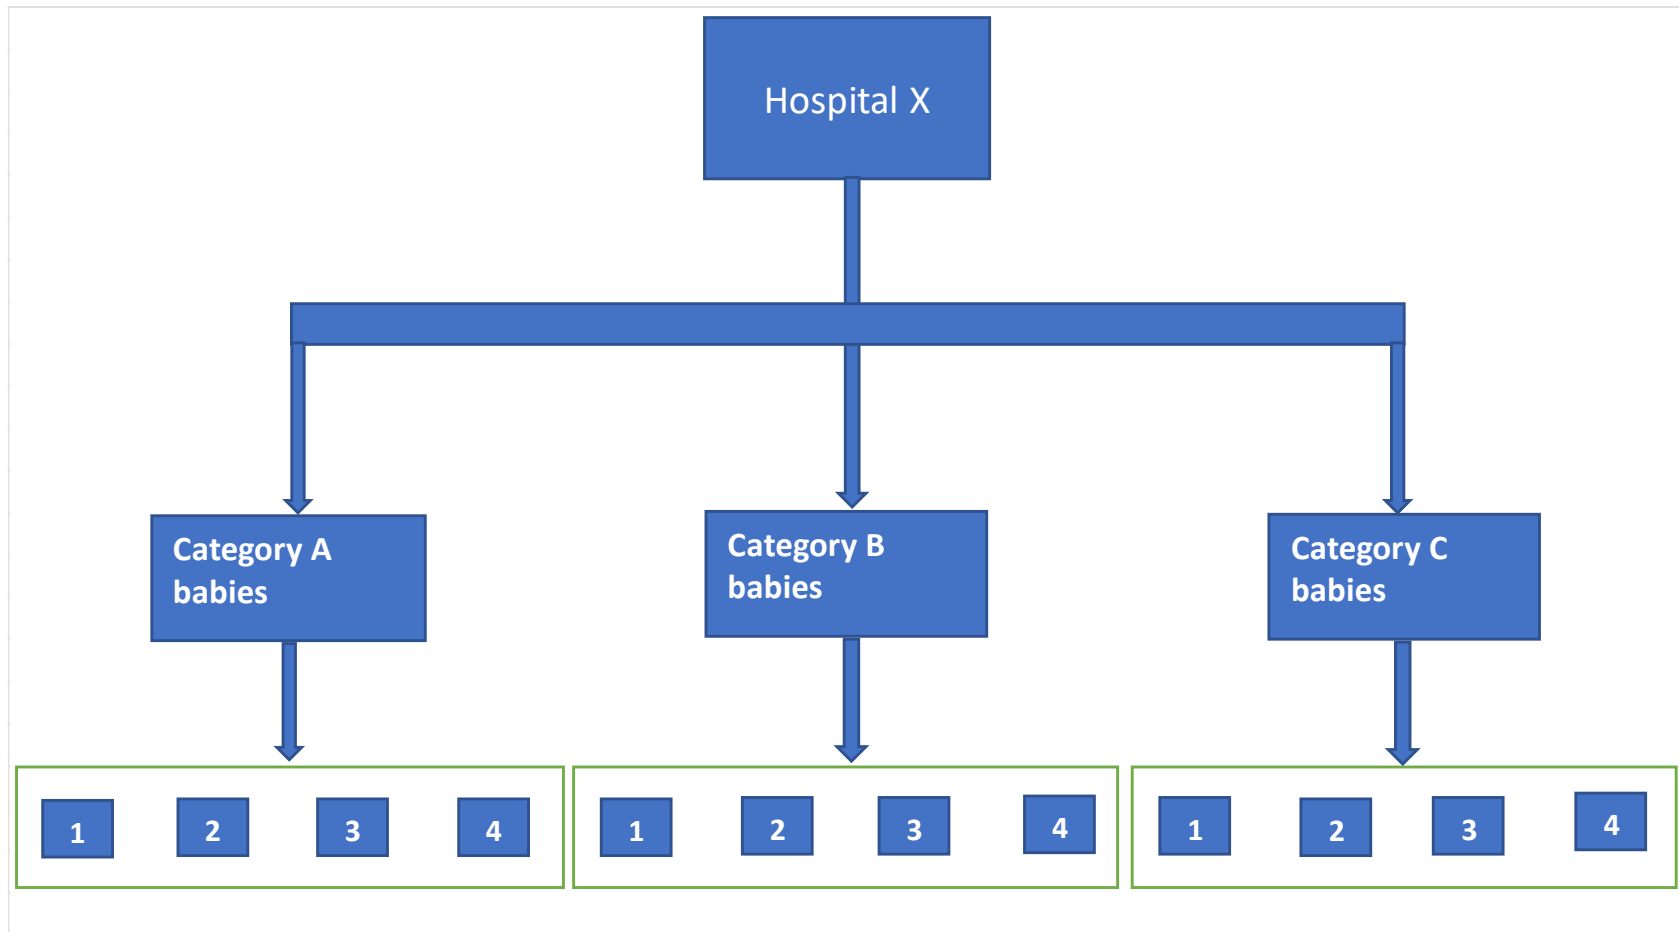 Hospital X
Category A
babies
Category B
babies
Category C
babies
1 2 3 4
1 2 3 4
1 2 3 4